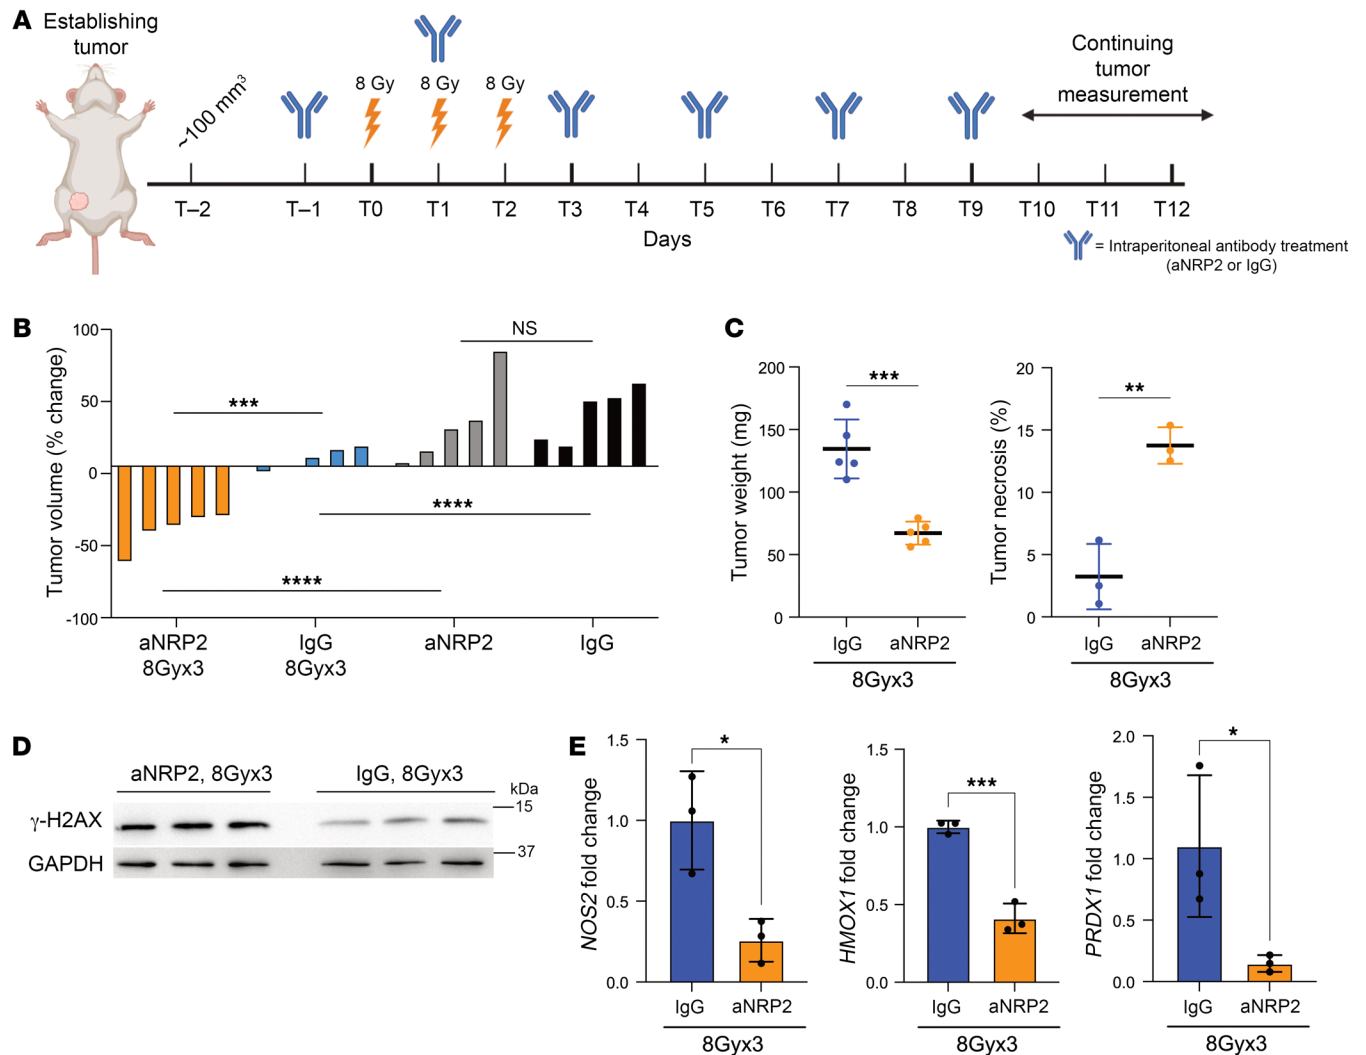 A
Establishing
tumor
~100 mm³
8 Gy
8 Gy
8 Gy
Continuing
tumor
measurement
T–2
T–1
T0
T1
T2
T3
T4
T5
T6
T7
T8
T9
T10
T11
T12
Days
= Intraperitoneal antibody treatment
(aNRP2 or IgG)
B
Tumor volume (% change)
100
50
0
-50
-100
***
NS
****
****
aNRP2
8Gyx3
IgG
8Gyx3
aNRP2
IgG
C
Tumor weight (mg)
200
150
100
50
0
***
IgG
aNRP2
8Gyx3
Tumor necrosis (%)
20
15
10
5
0
**
IgG
aNRP2
8Gyx3
D
aNRP2, 8Gyx3
IgG, 8Gyx3
kDa
15
γ-H2AX
37
GAPDH
E
NOS2 fold change
1.5
1.0
0.5
0.0
*
IgG
aNRP2
8Gyx3
HMOX1 fold change
1.5
1.0
0.5
0.0
***
IgG
aNRP2
8Gyx3
PRDX1 fold change
2.0
1.5
1.0
0.5
0.0
*
IgG
aNRP2
8Gyx3